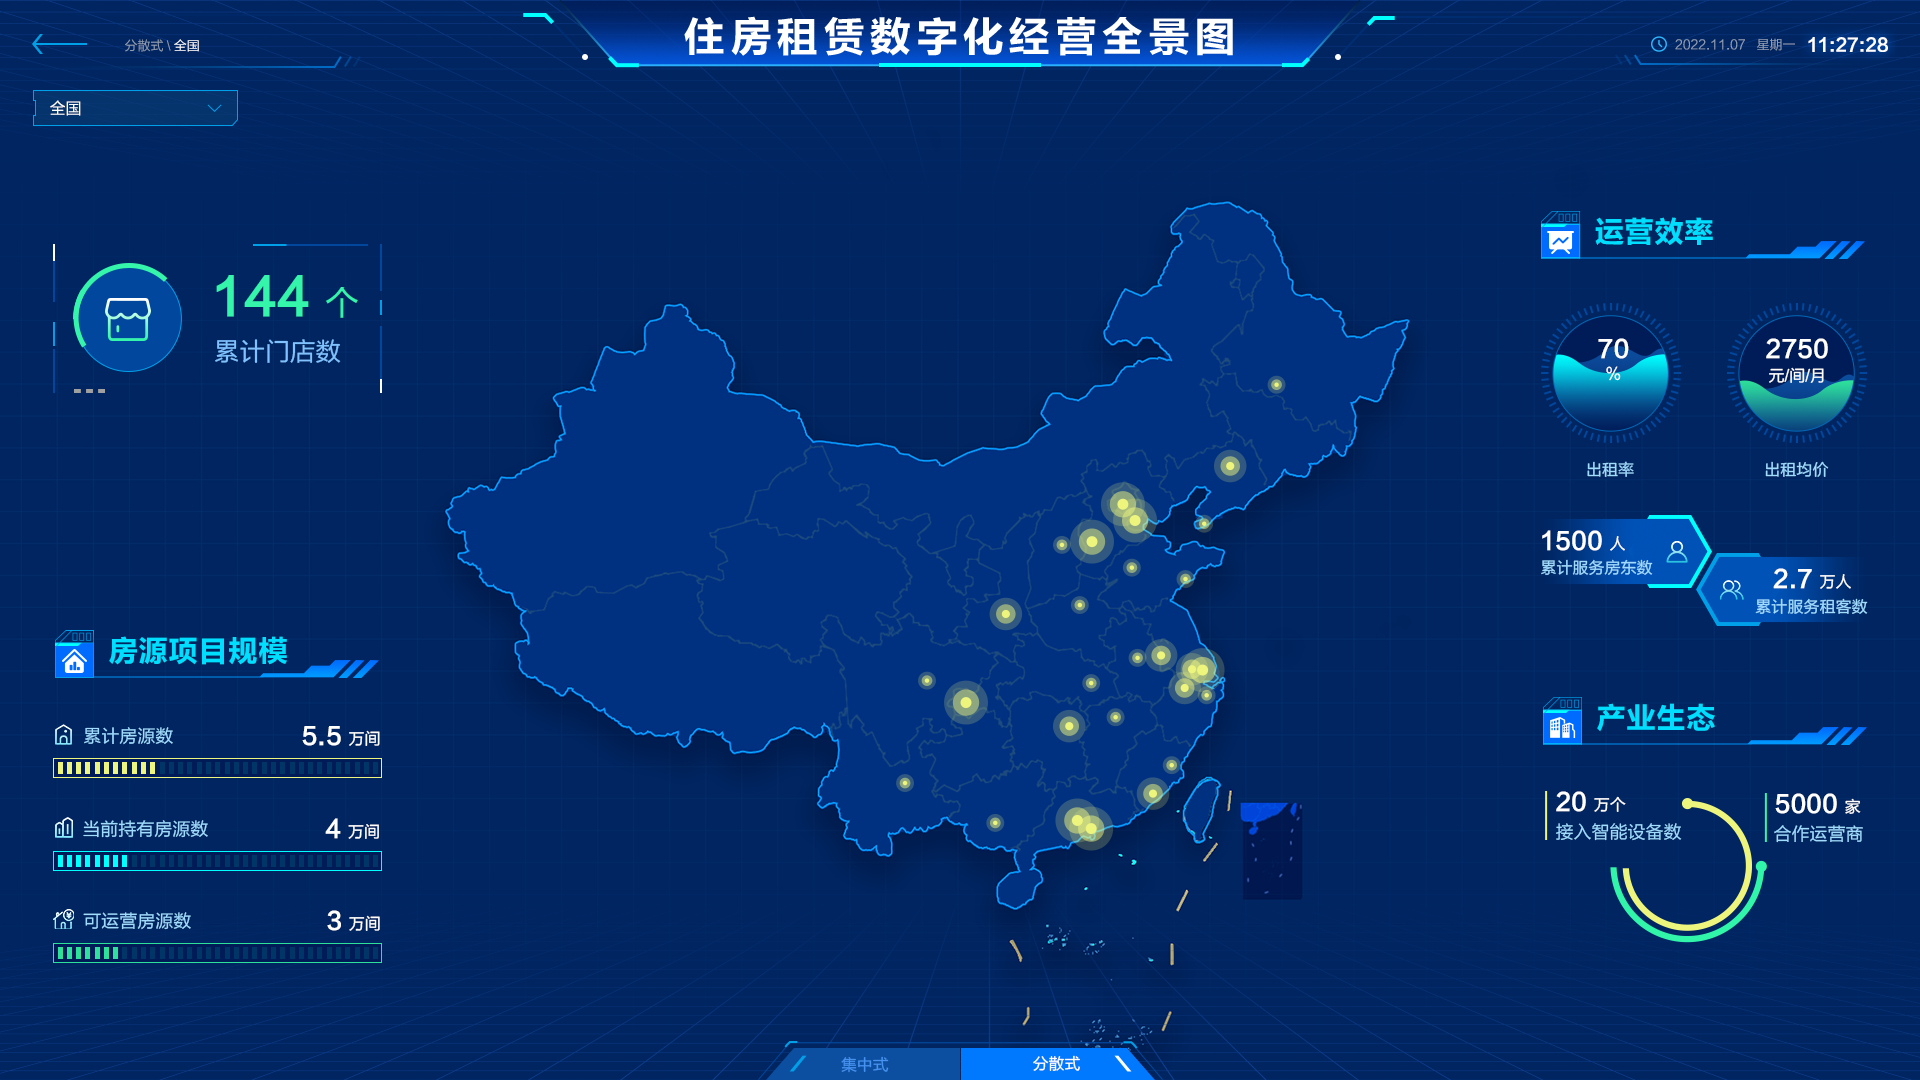 住房租赁数字化经营全景图
分散式 \ 全国
2022.11.07 星期一 11:27:28
全国
144 个
累计门店数
房源项目规模
累计房源数 5.5 万间
当前持有房源数 4 万间
可运营房源数 3 万间
运营效率
70
%
出租率
2750
元/间/月
出租均价
1500 人
累计服务房东数
2.7 万人
累计服务租客数
产业生态
20 万个
接入智能设备数
5000 家
合作运营商
集中式
分散式